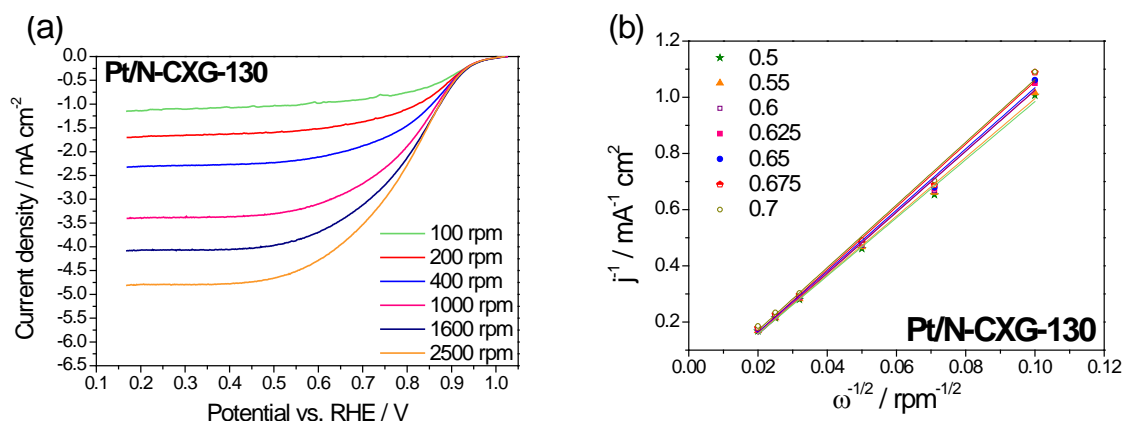 (a)
Pt/N-CXG-130
Current density / mA cm⁻²
0.0
-0.5
-1.0
-1.5
-2.0
-2.5
-3.0
-3.5
-4.0
-4.5
-5.0
-5.5
-6.0
-6.5
100 rpm
200 rpm
400 rpm
1000 rpm
1600 rpm
2500 rpm
0.1 0.2 0.3 0.4 0.5 0.6 0.7 0.8 0.9 1.0
Potential vs. RHE / V
(b)
j⁻¹ / mA⁻¹ cm²
1.2
1.0
0.8
0.6
0.4
0.2
0.5
0.55
0.6
0.625
0.65
0.675
0.7
Pt/N-CXG-130
0.00 0.02 0.04 0.06 0.08 0.10 0.12
ω⁻¹/² / rpm⁻¹/²